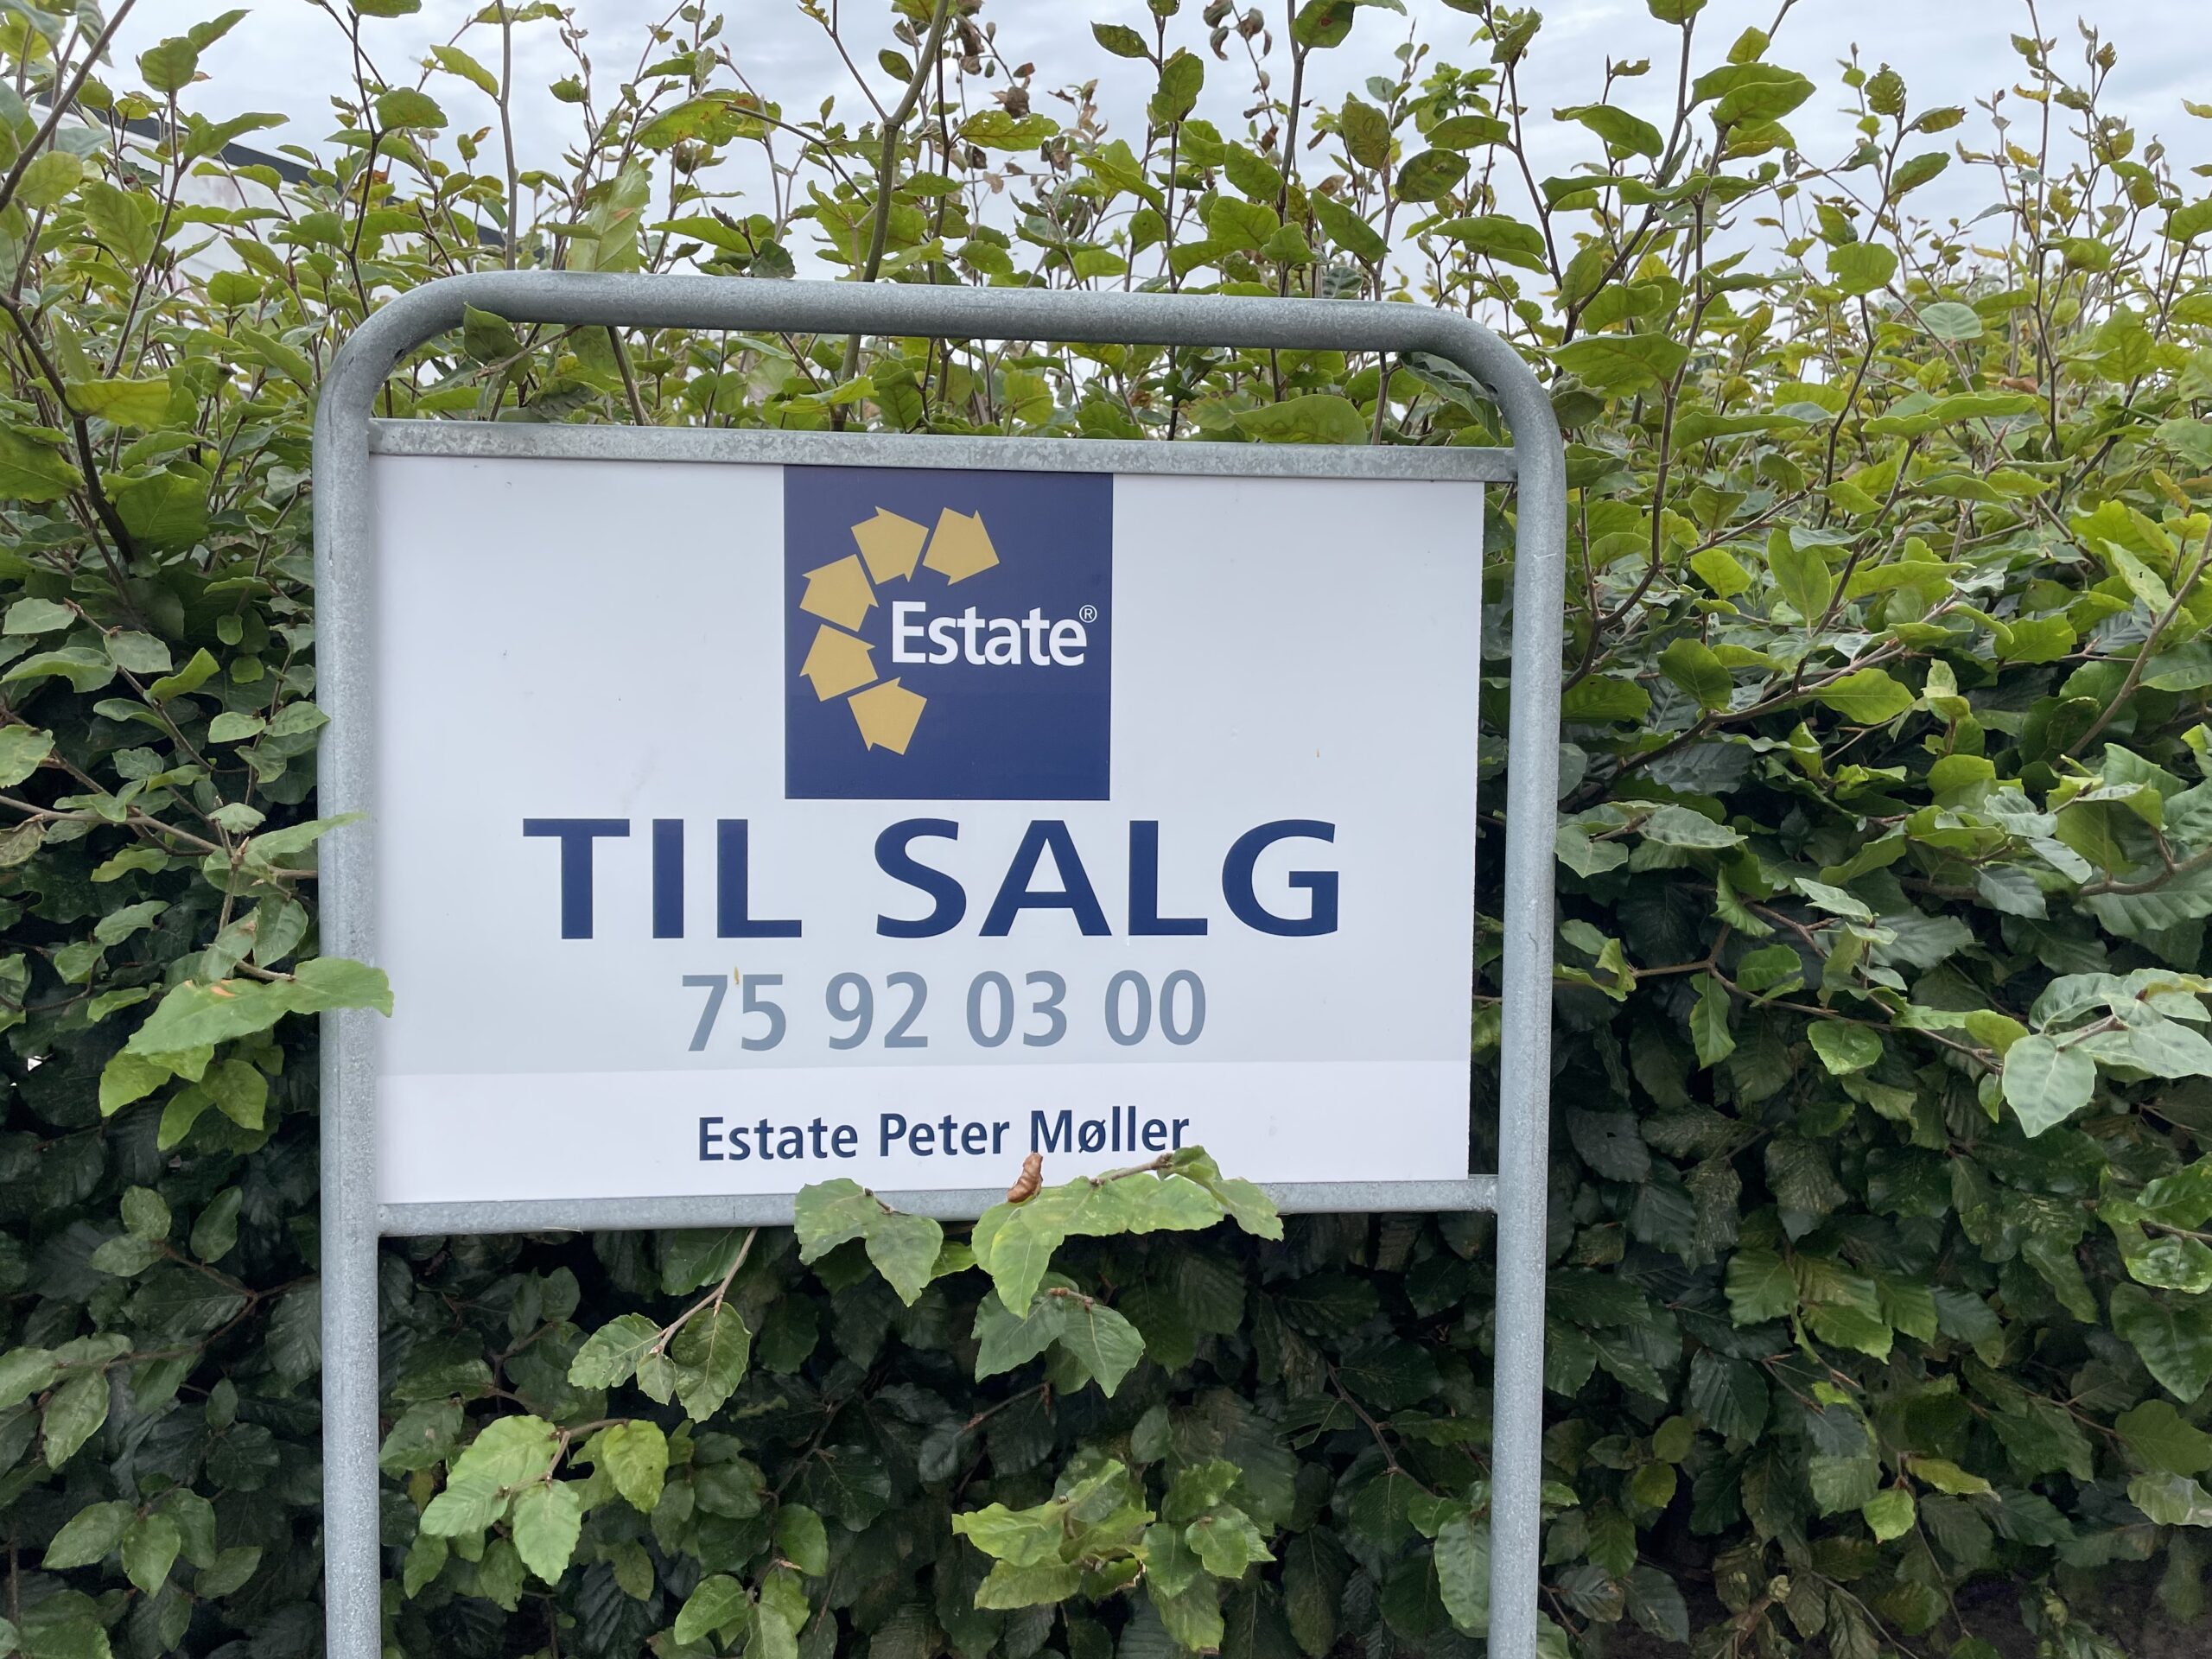 Estate®
TIL SALG
75 92 03 00
Estate Peter Møller